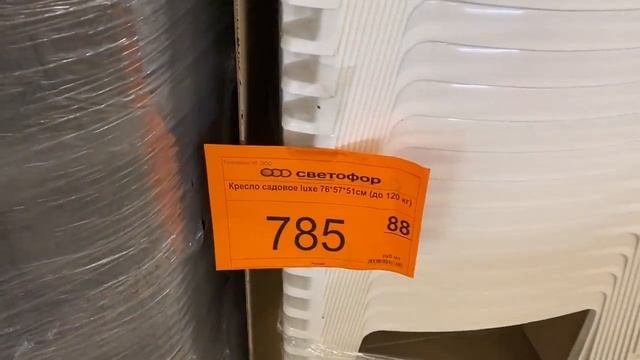 светофор
Кресло садовое luxe 76*57*51см (до 120 кг)
785 88